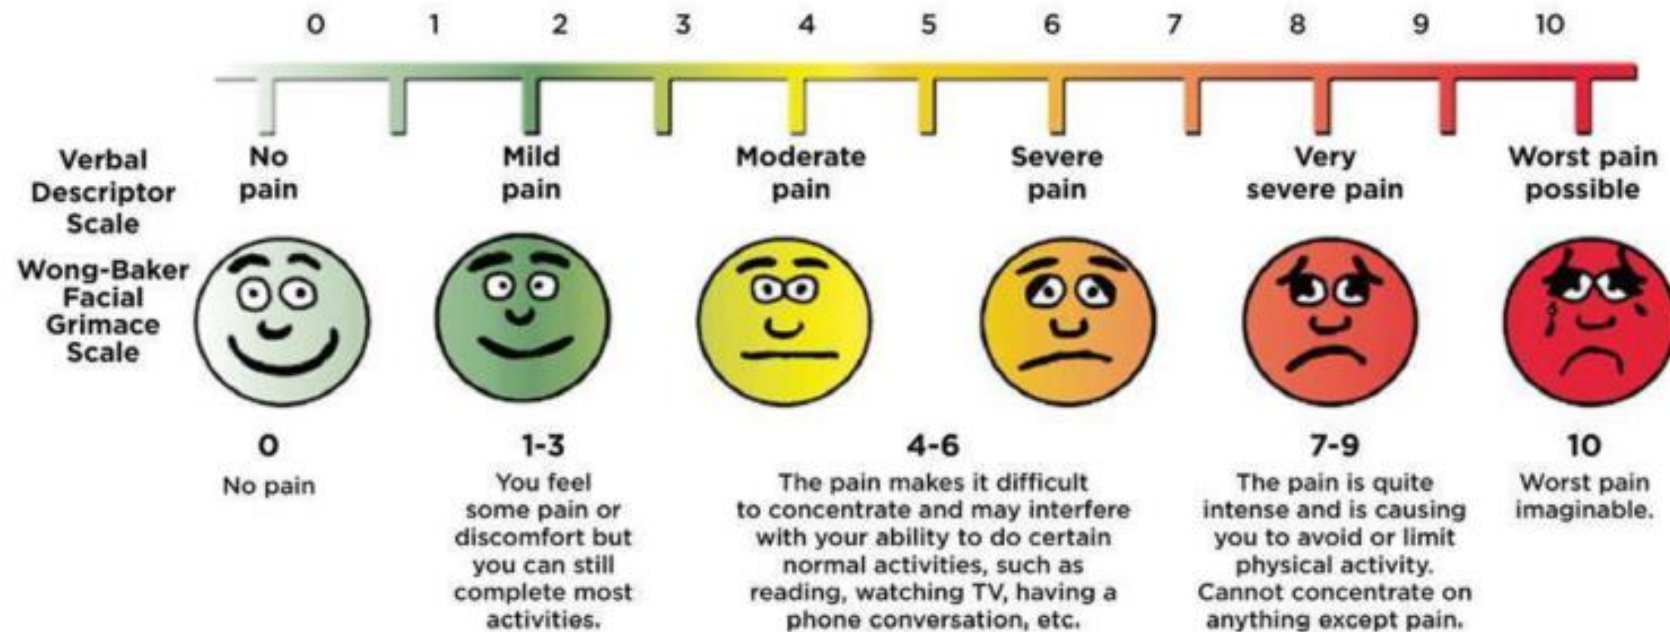 0 1 2 3 4 5 6 7 8 9 10
Verbal
Descriptor
Scale
No
pain
Mild
pain
Moderate
pain
Severe
pain
Very
severe pain
Worst pain
possible
Wong-Baker
Facial
Grimace
Scale
0
No pain
1-3
You feel
some pain or
discomfort but
you can still
complete most
activities.
4-6
The pain makes it difficult
to concentrate and may interfere
with your ability to do certain
normal activities, such as
reading, watching TV, having a
phone conversation, etc.
7-9
The pain is quite
intense and is causing
you to avoid or limit
physical activity.
Cannot concentrate on
anything except pain.
10
Worst pain
imaginable.